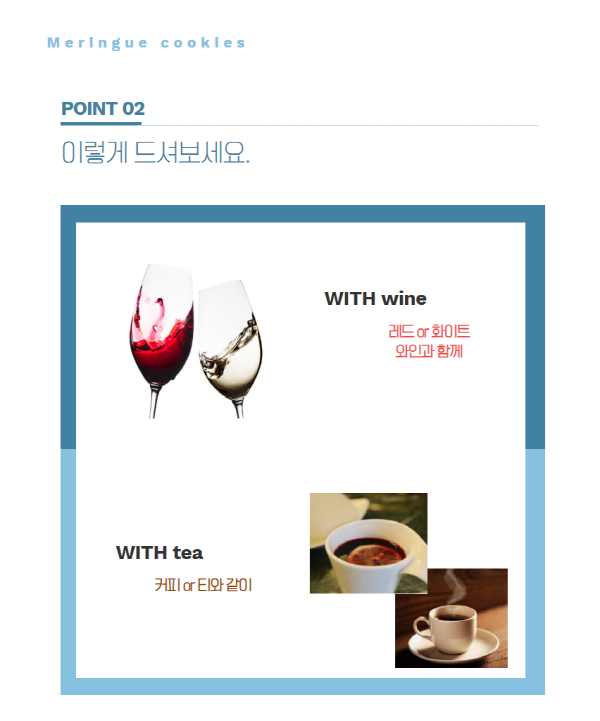 Meringue cookies
POINT 02
이렇게 드셔보세요.
WITH wine
레드 or 화이트
와인과 함께
WITH tea
커피 or 티와 같이